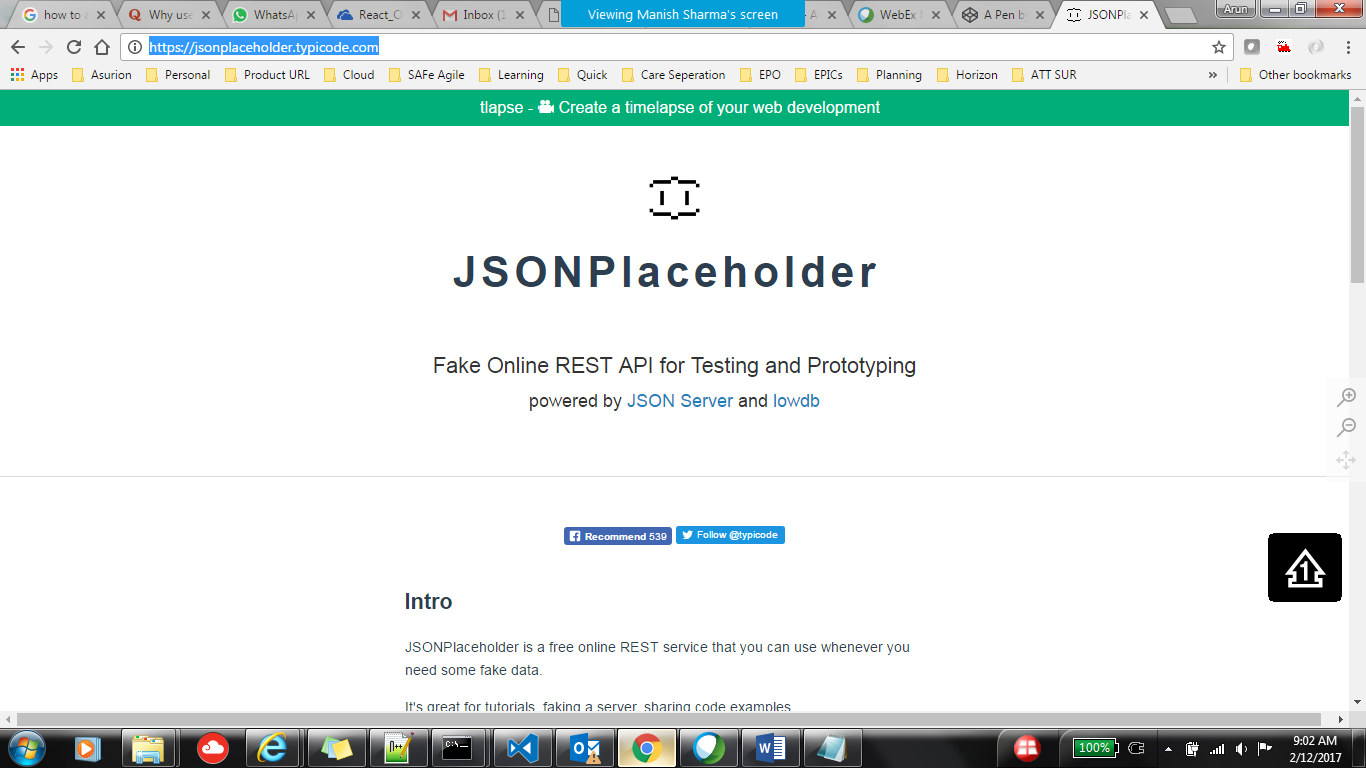 how to a
Why use
WhatsA
React_O
Inbox (1
Viewing Manish Sharma's screen
WebEx
A Pen b
JSONPla
Arun
https://jsonplaceholder.typicode.com
Apps
Asurion
Personal
Product URL
Cloud
SAFe Agile
Learning
Quick
Care Seperation
EPO
EPICs
Planning
Horizon
ATT SUR
»
Other bookmarks
tlapse - Create a timelapse of your web development
JSONPlaceholder
Fake Online REST API for Testing and Prototyping
powered by JSON Server and lowdb
Recommend 539
Follow @typicode
1
Intro
JSONPlaceholder is a free online REST service that you can use whenever you
need some fake data.
It's great for tutorials, faking a server, sharing code examples
C:\_
100%
9:02 AM
2/12/2017